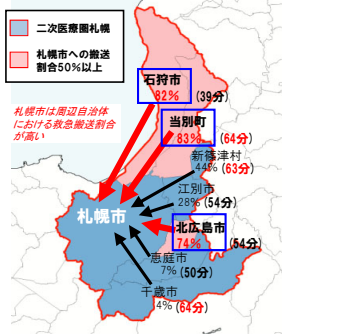 二次医療圏札幌
札幌市への搬送
割合50%以上
石狩市
82% (39分)
札幌市は周辺自治体
における救急搬送割合
が高い
当別町
83% (64分)
新篠津村
44% (63分)
江別市
28% (54分)
札幌市
北広島市
74% (54分)
恵庭市
7% (50分)
千歳市
4% (64分)